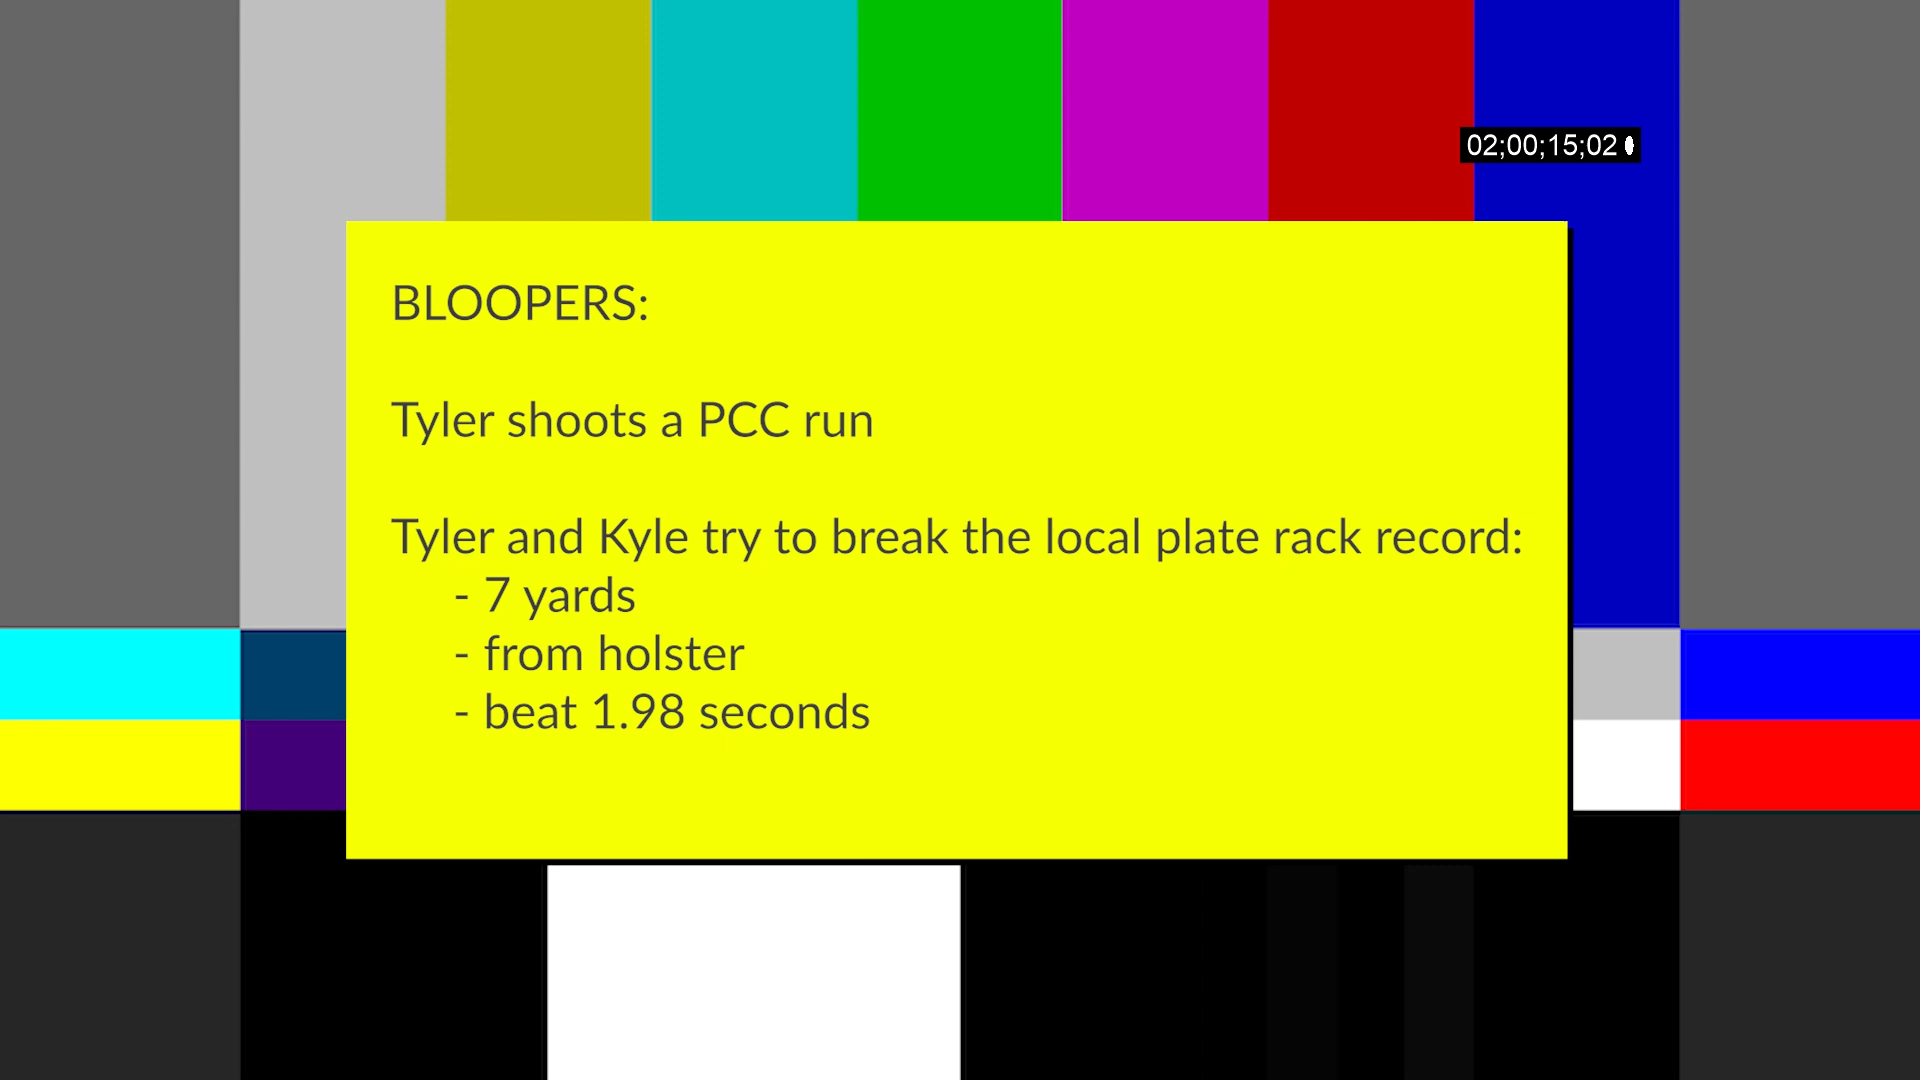 02;00;15;02
BLOOPERS:
Tyler shoots a PCC run
Tyler and Kyle try to break the local plate rack record:
- 7 yards
- from holster
- beat 1.98 seconds